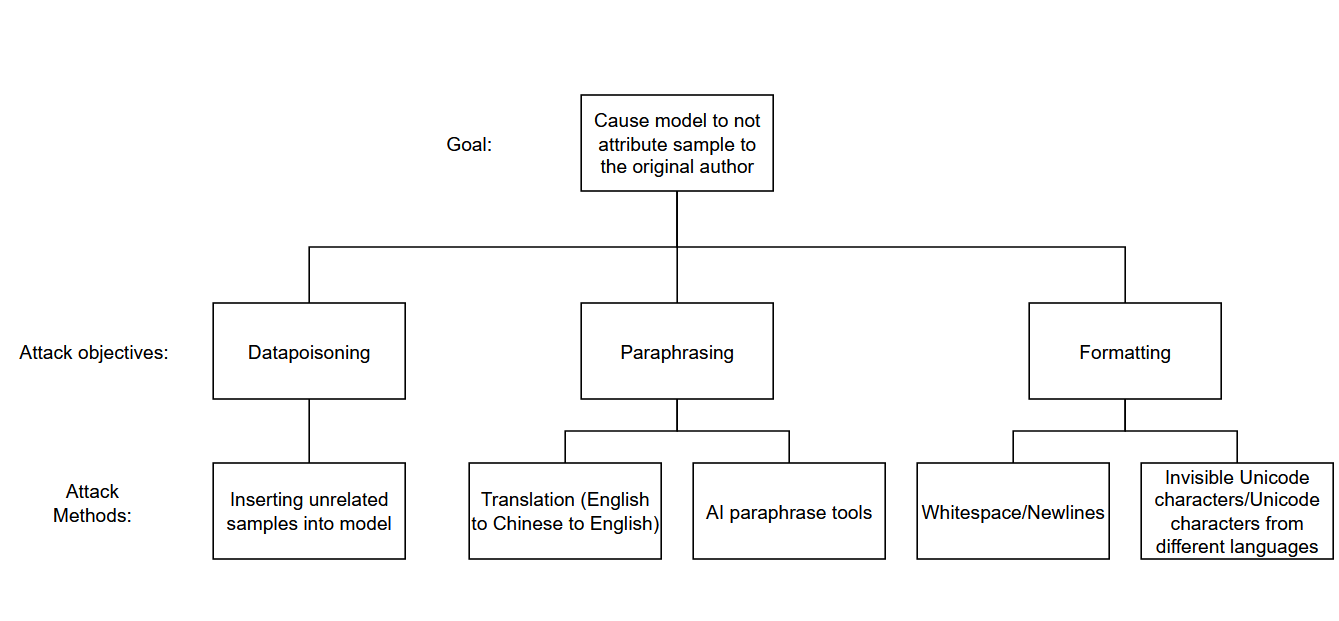 Goal:
Cause model to not
attribute sample to
the original author
Attack objectives:
Datapoisoning
Paraphrasing
Formatting
Attack
Methods:
Inserting unrelated
samples into model
Translation (English
to Chinese to English)
AI paraphrase tools
Whitespace/Newlines
Invisible Unicode
characters/Unicode
characters from
different languages